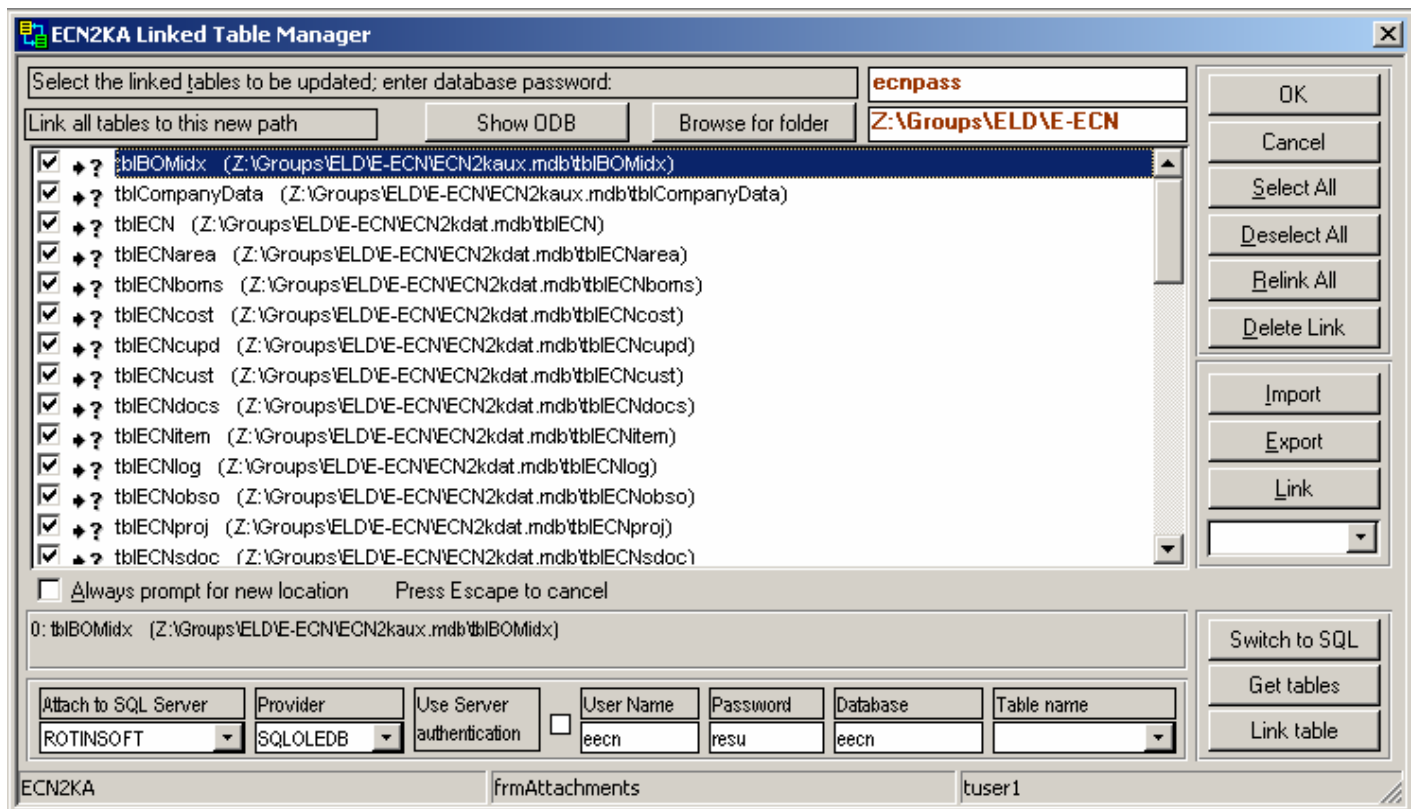 ECN2KA Linked Table Manager
Select the linked tables to be updated; enter database password: ecnpass
Link all tables to this new path Show ODB Browse for folder Z:\Groups\ELD\E-ECN
tblBOMidx (Z:\Groups\ELD\E-ECN\ECN2kaux.mdb\tblBOMidx)
tblCompanyData (Z:\Groups\ELD\E-ECN\ECN2kaux.mdb\tblCompanyData)
tblECN (Z:\Groups\ELD\E-ECN\ECN2kdat.mdb\tblECN)
tblECNarea (Z:\Groups\ELD\E-ECN\ECN2kdat.mdb\tblECNarea)
tblECNboms (Z:\Groups\ELD\E-ECN\ECN2kdat.mdb\tblECNboms)
tblECNcost (Z:\Groups\ELD\E-ECN\ECN2kdat.mdb\tblECNcost)
tblECNcupd (Z:\Groups\ELD\E-ECN\ECN2kdat.mdb\tblECNcupd)
tblECNcust (Z:\Groups\ELD\E-ECN\ECN2kdat.mdb\tblECNcust)
tblECNdocs (Z:\Groups\ELD\E-ECN\ECN2kdat.mdb\tblECNdocs)
tblECNitem (Z:\Groups\ELD\E-ECN\ECN2kdat.mdb\tblECNitem)
tblECNlog (Z:\Groups\ELD\E-ECN\ECN2kdat.mdb\tblECNlog)
tblECNobso (Z:\Groups\ELD\E-ECN\ECN2kdat.mdb\tblECNobso)
tblECNproj (Z:\Groups\ELD\E-ECN\ECN2kdat.mdb\tblECNproj)
tblECNsdoc (Z:\Groups\ELD\E-ECN\ECN2kdat.mdb\tblECNsdoc)
Always prompt for new location Press Escape to cancel
0: tblBOMidx (Z:\Groups\ELD\E-ECN\ECN2kaux.mdb\tblBOMidx)
OK
Cancel
Select All
Deselect All
Relink All
Delete Link
Import
Export
Link
Switch to SQL
Get tables
Link table
Attach to SQL Server Provider Use Server authentication User Name Password Database Table name
ROTINSOFT SQLOLEDB eecn resu eecn
ECN2KA frmAttachments tuser1